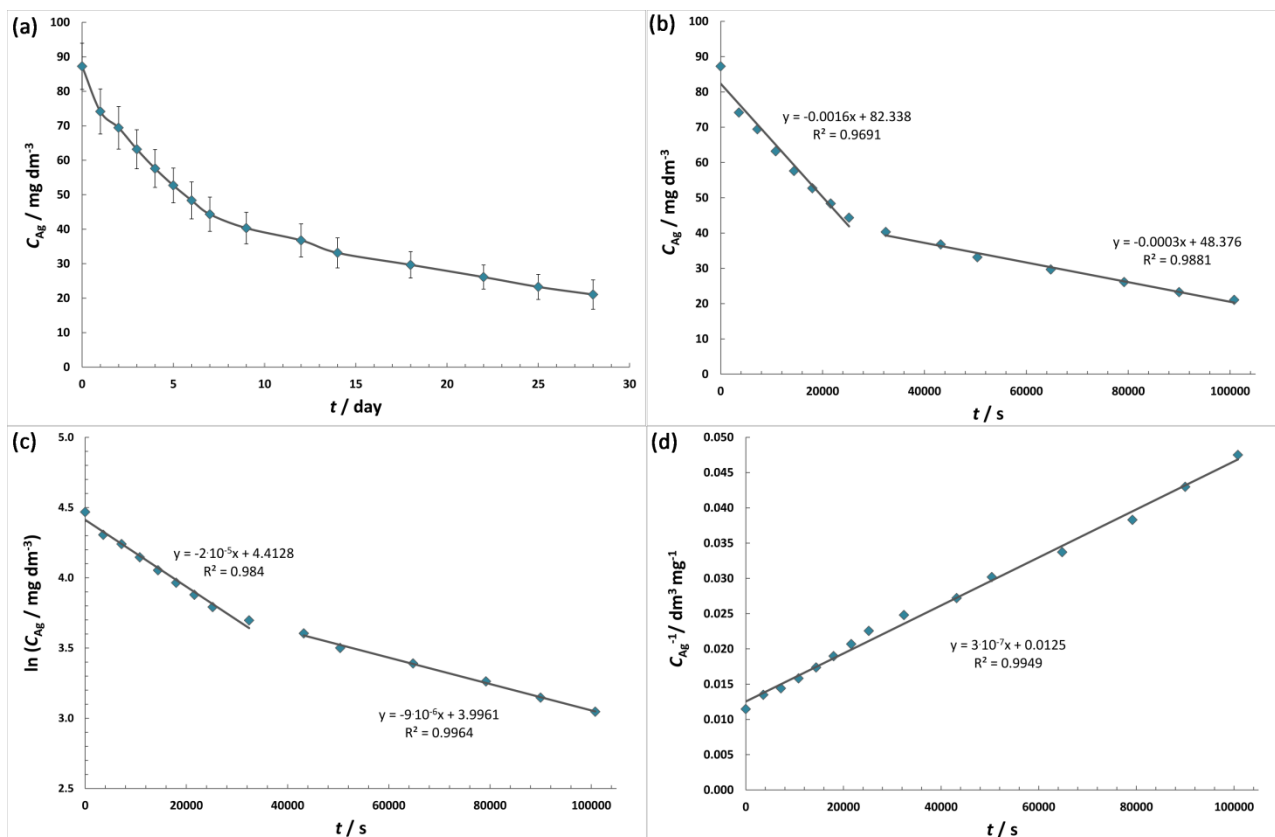 (a)
100
90
80
70
60
50
40
30
20
10
0
C_Ag / mg dm⁻³
0 5 10 15 20 25 30
t / day
(b)
100
90
80
70
60
50
40
30
20
10
0
C_Ag / mg dm⁻³
y = -0.0016x + 82.338
R² = 0.9691
y = -0.0003x + 48.376
R² = 0.9881
0 20000 40000 60000 80000 100000
t / s
(c)
5.0
4.5
4.0
3.5
3.0
2.5
ln (C_Ag / mg dm⁻³)
y = -2·10⁻⁵x + 4.4128
R² = 0.984
y = -9·10⁻⁶x + 3.9961
R² = 0.9964
0 20000 40000 60000 80000 100000
t / s
(d)
0.050
0.045
0.040
0.035
0.030
0.025
0.020
0.015
0.010
0.005
0.000
C_Ag⁻¹/ dm³ mg⁻¹
y = 3·10⁻⁷x + 0.0125
R² = 0.9949
0 20000 40000 60000 80000 100000
t / s